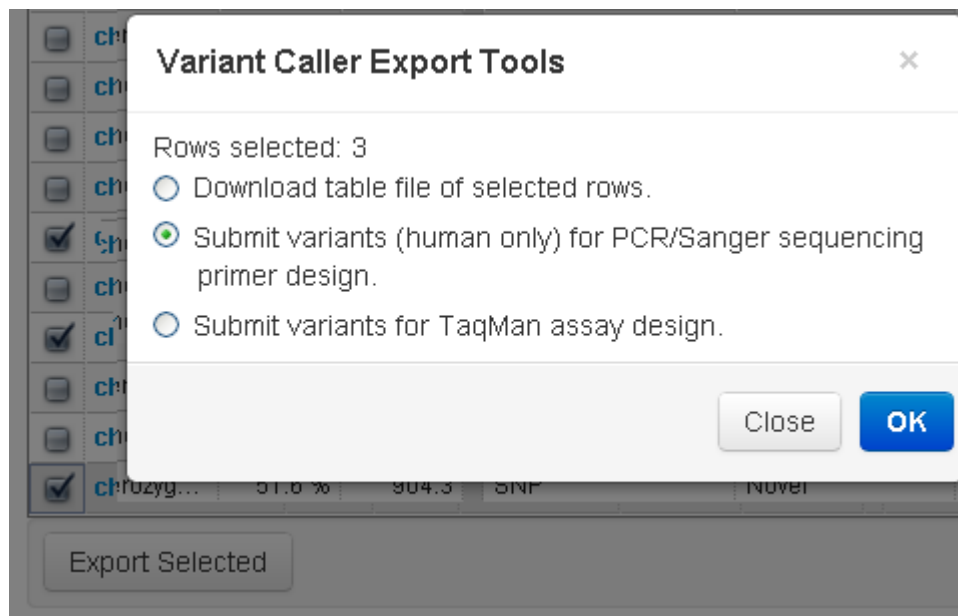 Variant Caller Export Tools
×
Rows selected: 3
Download table file of selected rows.
Submit variants (human only) for PCR/Sanger sequencing
primer design.
Submit variants for TaqMan assay design.
Close OK
51.6 % 904.3 SNP Novel
Export Selected